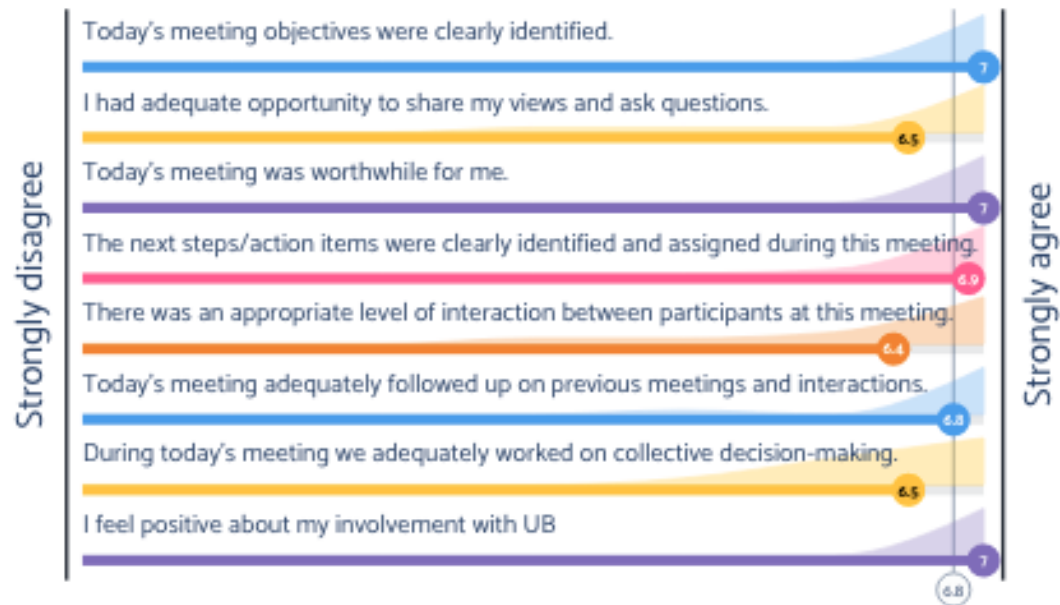 Today's meeting objectives were clearly identified.
7
I had adequate opportunity to share my views and ask questions.
6.5
Today's meeting was worthwhile for me.
7
Strongly disagree
Strongly agree
The next steps/action items were clearly identified and assigned during this meeting.
6.9
There was an appropriate level of interaction between participants at this meeting.
6.4
Today's meeting adequately followed up on previous meetings and interactions.
6.8
During today's meeting we adequately worked on collective decision-making.
6.5
I feel positive about my involvement with UB
7
6.8